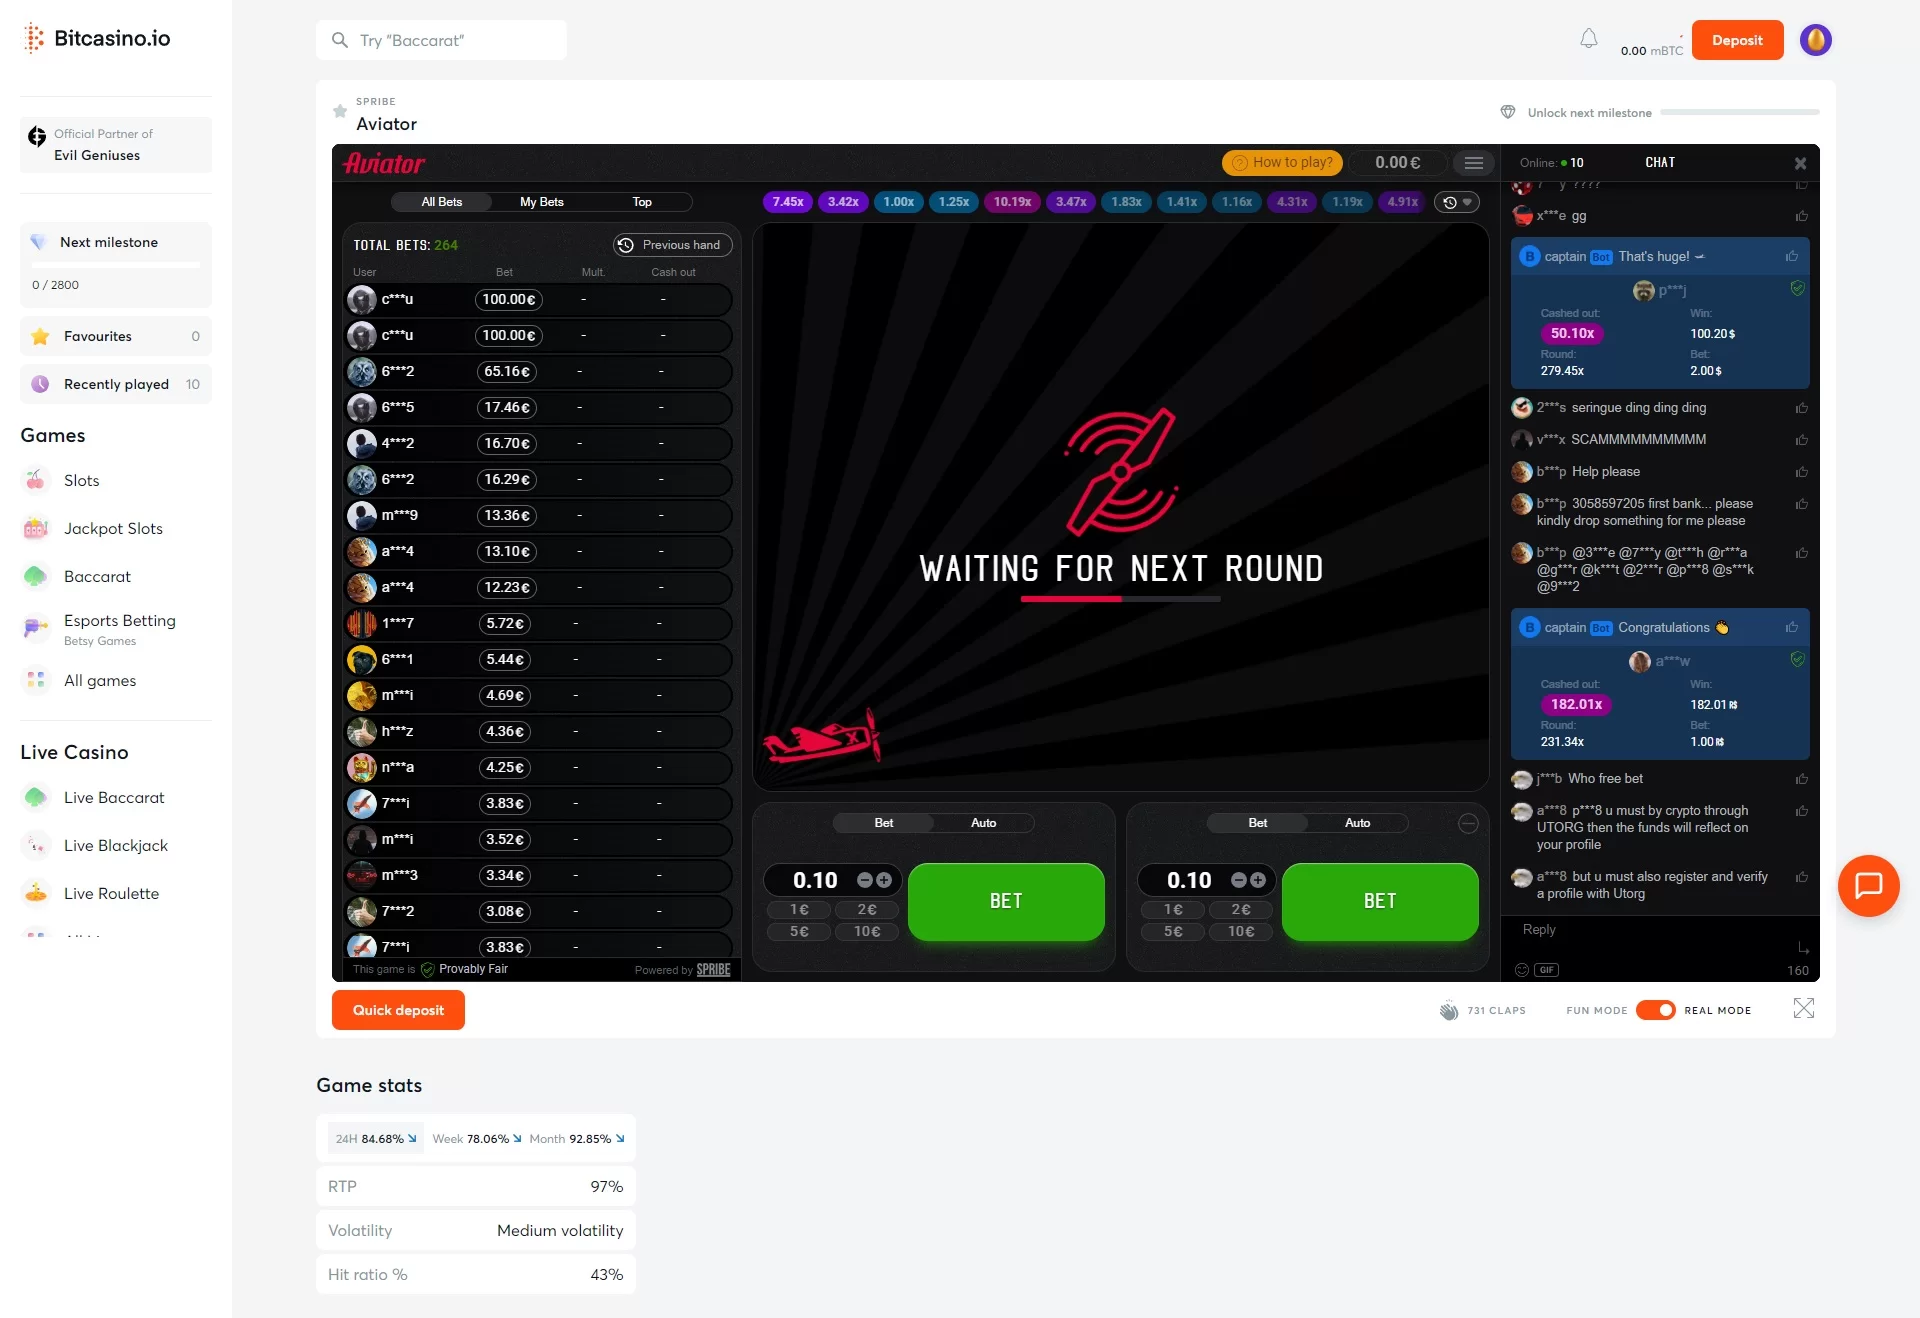 Bitcasino.io
Official Partner of
Evil Geniuses
Next milestone
0 / 2800
Favourites 0
Recently played 10
Games
Slots
Jackpot Slots
Baccarat
Esports Betting
Betsy Games
All games
Live Casino
Live Baccarat
Live Blackjack
Live Roulette
Try "Baccarat"
0.00 mBTC
Deposit
SPRIBE
Aviator
Unlock next milestone
Aviator
How to play?
0.00 €
All Bets My Bets Top
TOTAL BETS: 264
Previous hand
User Bet Mult. Cash out
c***u 100.00€ - -
c***u 100.00€ - -
6***2 65.16€ - -
6***5 17.46€ - -
4***2 16.70€ - -
6***2 16.29€ - -
m***9 13.36€ - -
a***4 13.10€ - -
a***4 12.23€ - -
1***7 5.72€ - -
6***1 5.44€ - -
m***i 4.69€ - -
h***z 4.36€ - -
n***a 4.25€ - -
7***i 3.83€ - -
m***i 3.52€ - -
m***3 3.34€ - -
7***2 3.08€ - -
7***i 3.83€ - -
This game is Provably Fair
Powered by SPRIBE
7.45x 3.42x 1.00x 1.25x 10.19x 3.47x 1.83x 1.41x 1.16x 4.31x 1.19x 4.91x
WAITING FOR NEXT ROUND
Bet Auto
0.10
1€ 2€
5€ 10€
BET
Bet Auto
0.10
1€ 2€
5€ 10€
BET
Online: 10
CHAT
7***y ????
x***e gg
B captain Bot That's huge!
p***j
Cashed out: Win:
50.10x 100.20$
Round: Bet:
279.45x 2.00$
2***s seringue ding ding ding
v***x SCAMMMMMMMMMM
b***p Help please
b***p 3058597205 first bank... please
kindly drop something for me please
b***p @3***e @7***y @t***h @r***a
@g***r @k***t @2***r @p***8 @s***k
@9***2
B captain Bot Congratulations
a***w
Cashed out: Win:
182.01x 182.01R$
Round: Bet:
231.34x 1.00R$
j***b Who free bet
a***8 p***8 u must by crypto through
UTORG then the funds will reflect on
your profile
a***8 but u must also register and verify
a profile with Utorg
Reply
GIF
160
Quick deposit
731 CLAPS
FUN MODE
REAL MODE
Game stats
24H 84.68% Week 78.06% Month 92.85%
RTP 97%
Volatility Medium volatility
Hit ratio % 43%